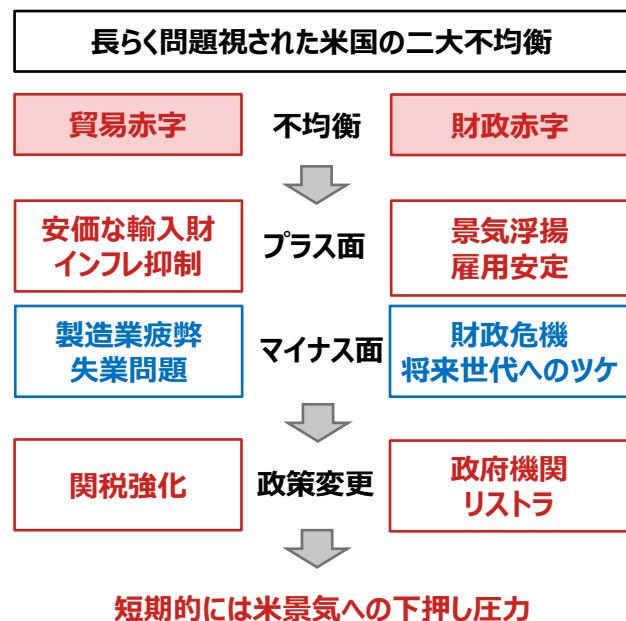 長らく問題視された米国の二大不均衡
貿易赤字
不均衡
財政赤字
安価な輸入財
インフレ抑制
プラス面
景気浮揚
雇用安定
製造業疲弊
失業問題
マイナス面
財政危機
将来世代へのツケ
関税強化
政策変更
政府機関
リストラ
短期的には米景気への下押し圧力